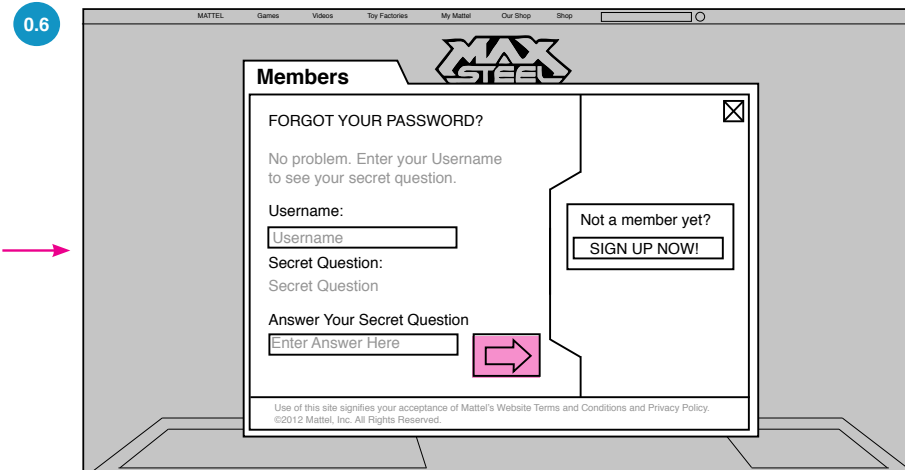 0.6
MATTEL Games Videos Toy Factories My Mattel Our Shop Shop
MAX
STEEL
Members
FORGOT YOUR PASSWORD?
No problem. Enter your Username
to see your secret question.
Username:
Username
Secret Question:
Secret Question
Answer Your Secret Question
Enter Answer Here
Not a member yet?
SIGN UP NOW!
Use of this site signifies your acceptance of Mattel's Website Terms and Conditions and Privacy Policy.
©2012 Mattel, Inc. All Rights Reserved.